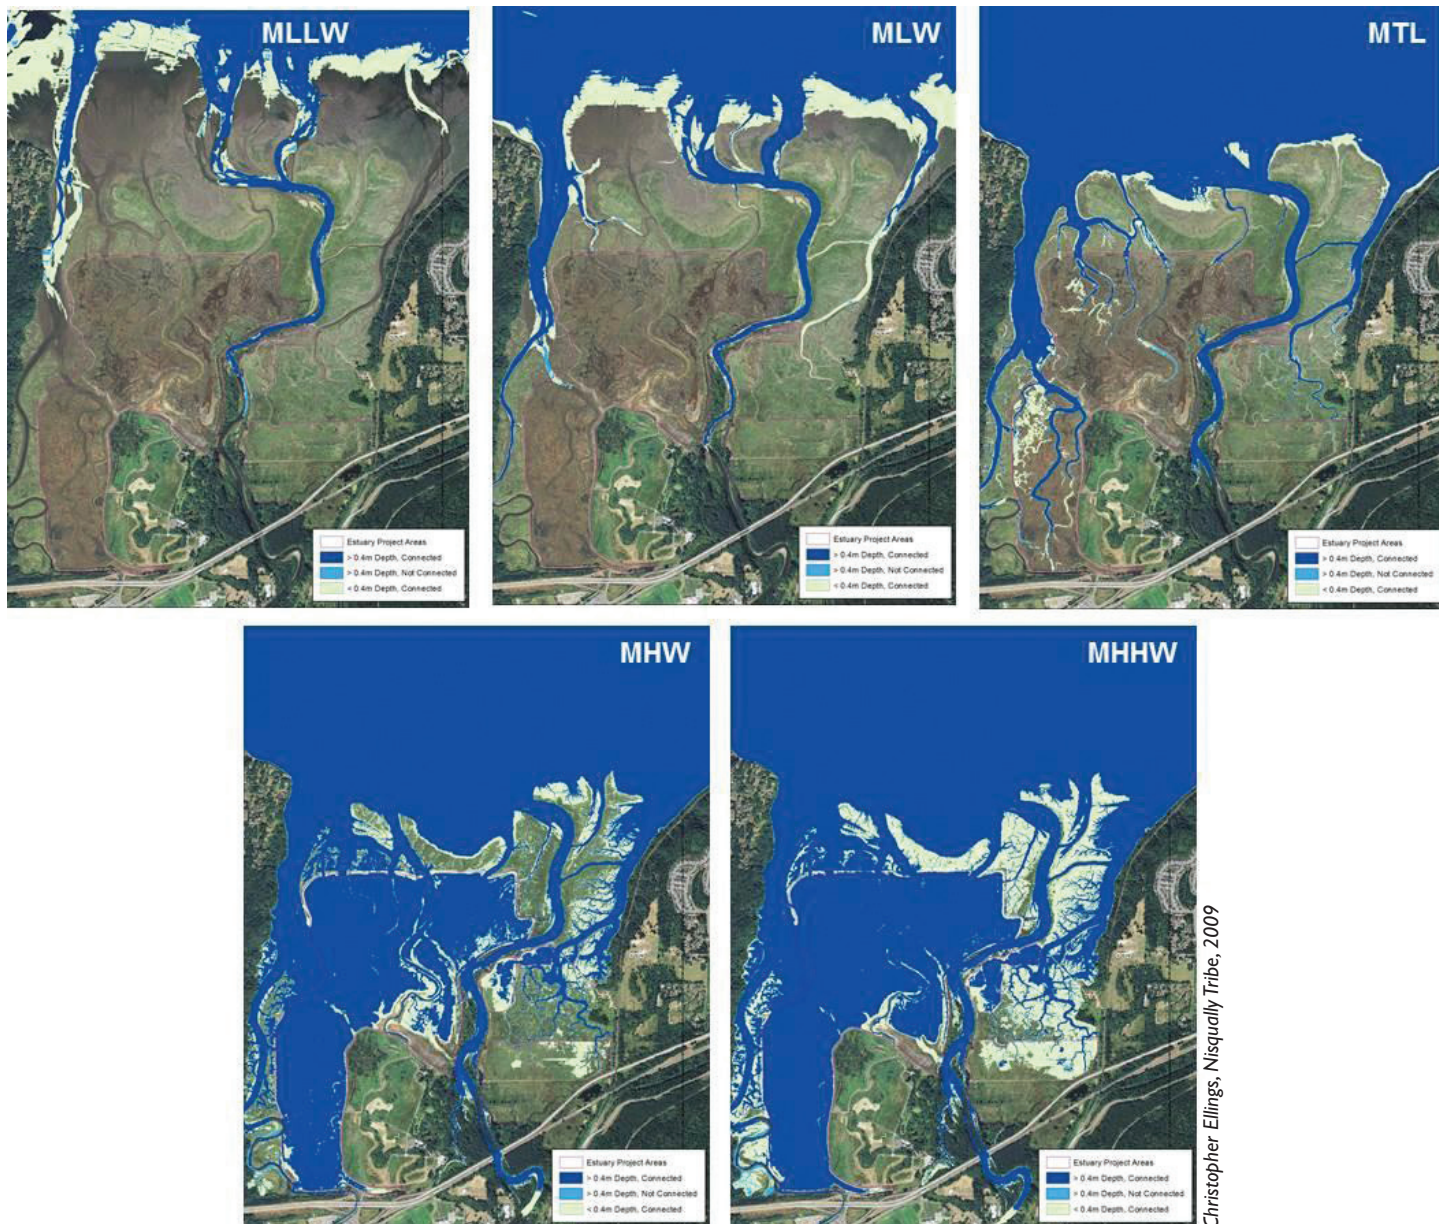 MLLW
Estuary Project Areas
> 0.4m Depth, Connected
> 0.4m Depth, Not Connected
< 0.4m Depth, Connected
MLW
Estuary Project Areas
> 0.4m Depth, Connected
> 0.4m Depth, Not Connected
< 0.4m Depth, Connected
MTL
Estuary Project Areas
> 0.4m Depth, Connected
> 0.4m Depth, Not Connected
< 0.4m Depth, Connected
MHW
Estuary Project Areas
> 0.4m Depth, Connected
> 0.4m Depth, Not Connected
< 0.4m Depth, Connected
MHHW
Estuary Project Areas
> 0.4m Depth, Connected
> 0.4m Depth, Not Connected
< 0.4m Depth, Connected
Christopher Ellings, Nisqually Tribe, 2009